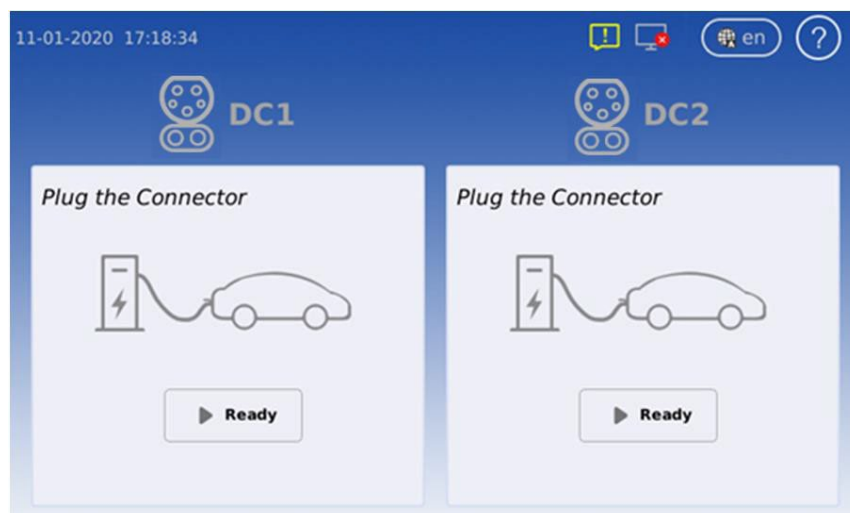 11-01-2020 17:18:34
! en ?
DC1
DC2
Plug the Connector
Plug the Connector
Ready
Ready